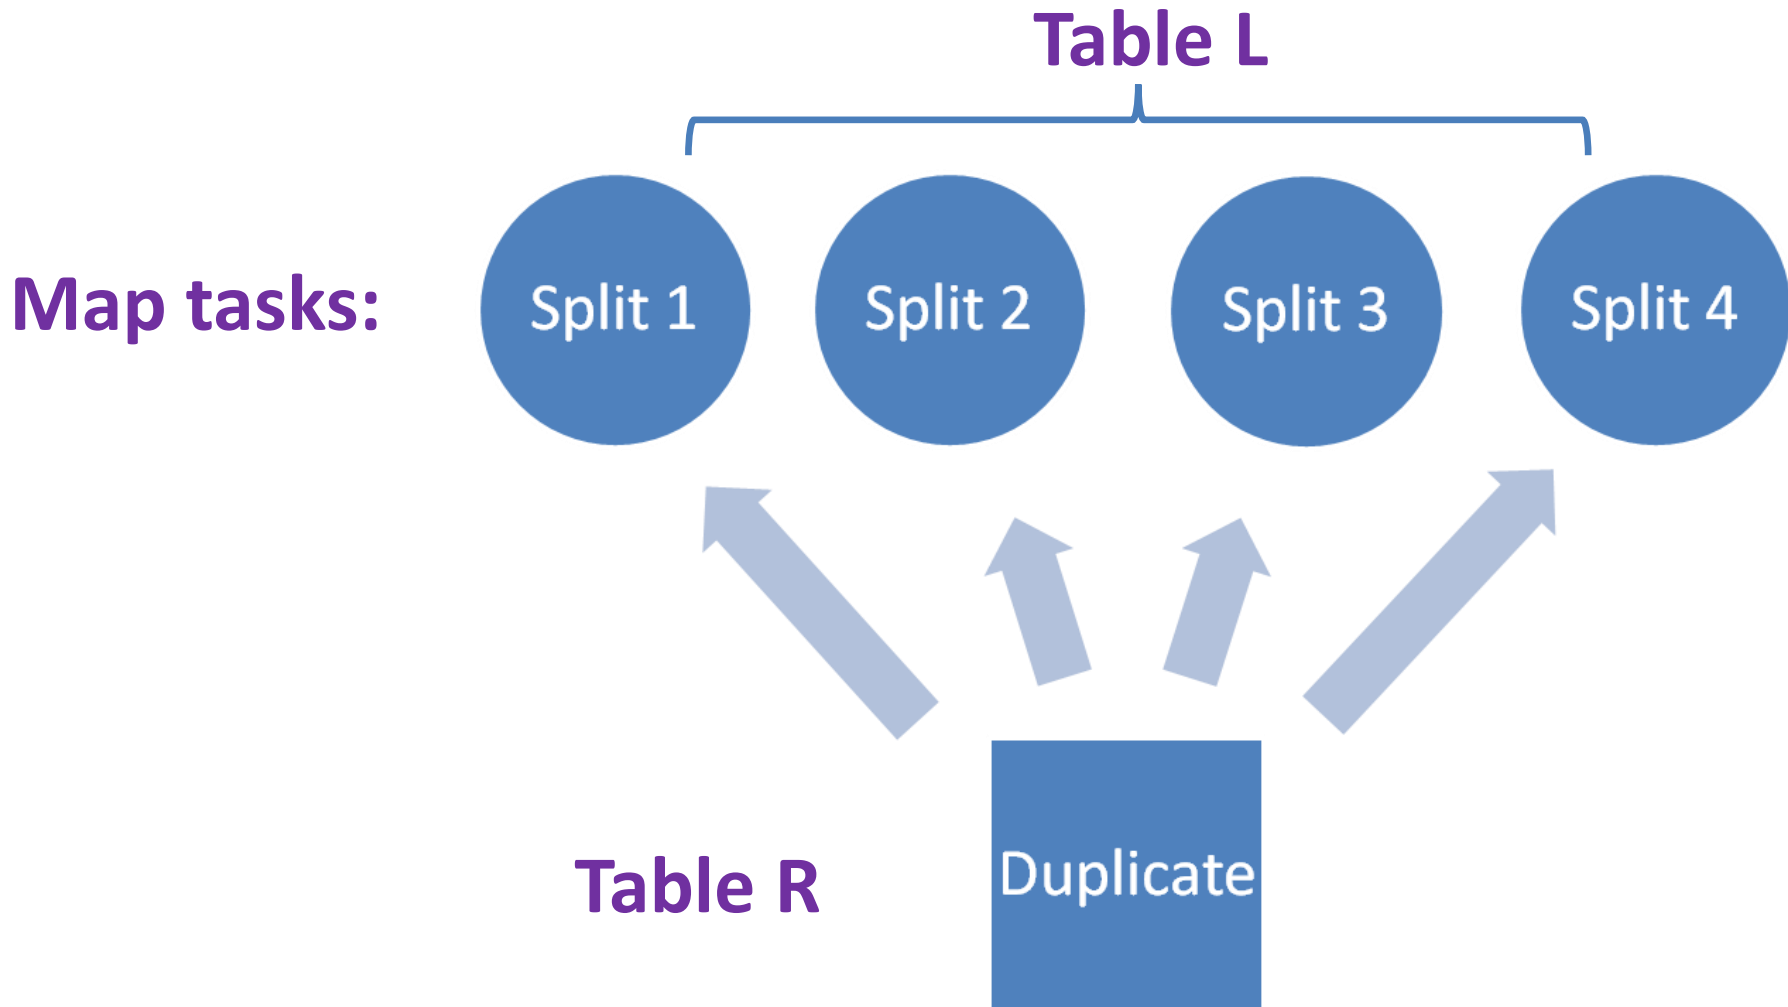 Table L
Map tasks:
Split 1
Split 2
Split 3
Split 4
Table R
Duplicate